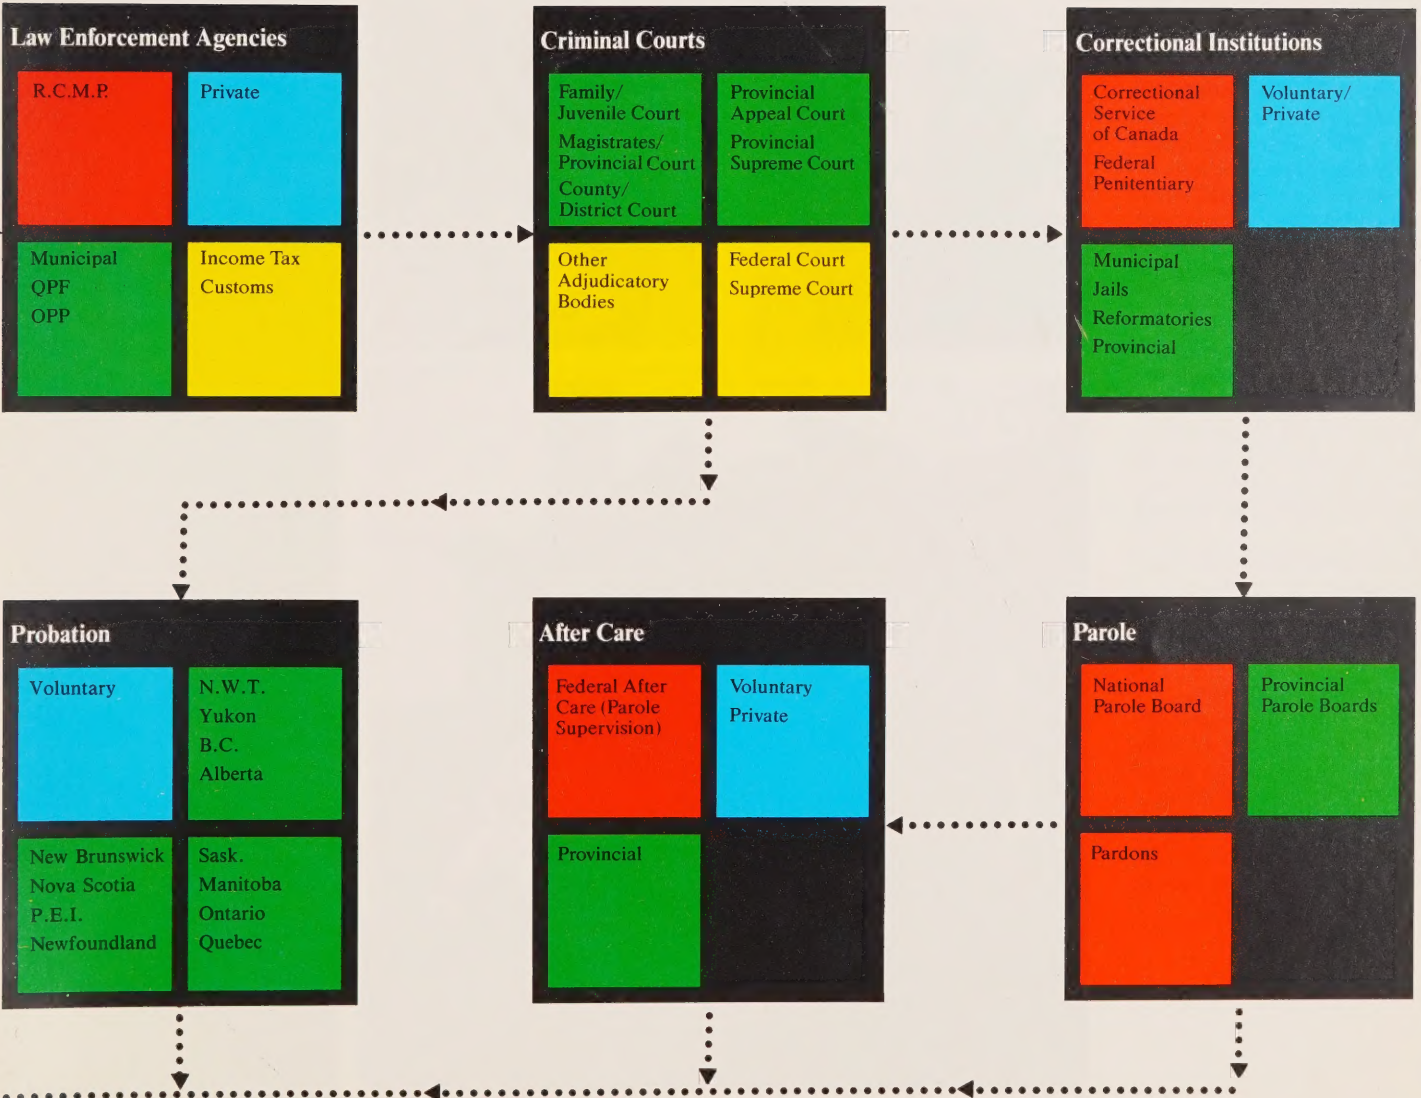 Law Enforcement Agencies
R.C.M.P.
Private
Municipal
QPF
OPP
Income Tax
Customs
Criminal Courts
Family/
Juvenile Court
Magistrates/
Provincial Court
County/
District Court
Provincial
Appeal Court
Provincial
Supreme Court
Other
Adjudicatory
Bodies
Federal Court
Supreme Court
Correctional Institutions
Correctional
Service
of Canada
Federal
Penitentiary
Voluntary/
Private
Municipal
Jails
Reformatories
Provincial
Probation
Voluntary
N.W.T.
Yukon
B.C.
Alberta
New Brunswick
Nova Scotia
P.E.I.
Newfoundland
Sask.
Manitoba
Ontario
Quebec
After Care
Federal After
Care (Parole
Supervision)
Voluntary
Private
Provincial
Parole
National
Parole Board
Provincial
Parole Boards
Pardons